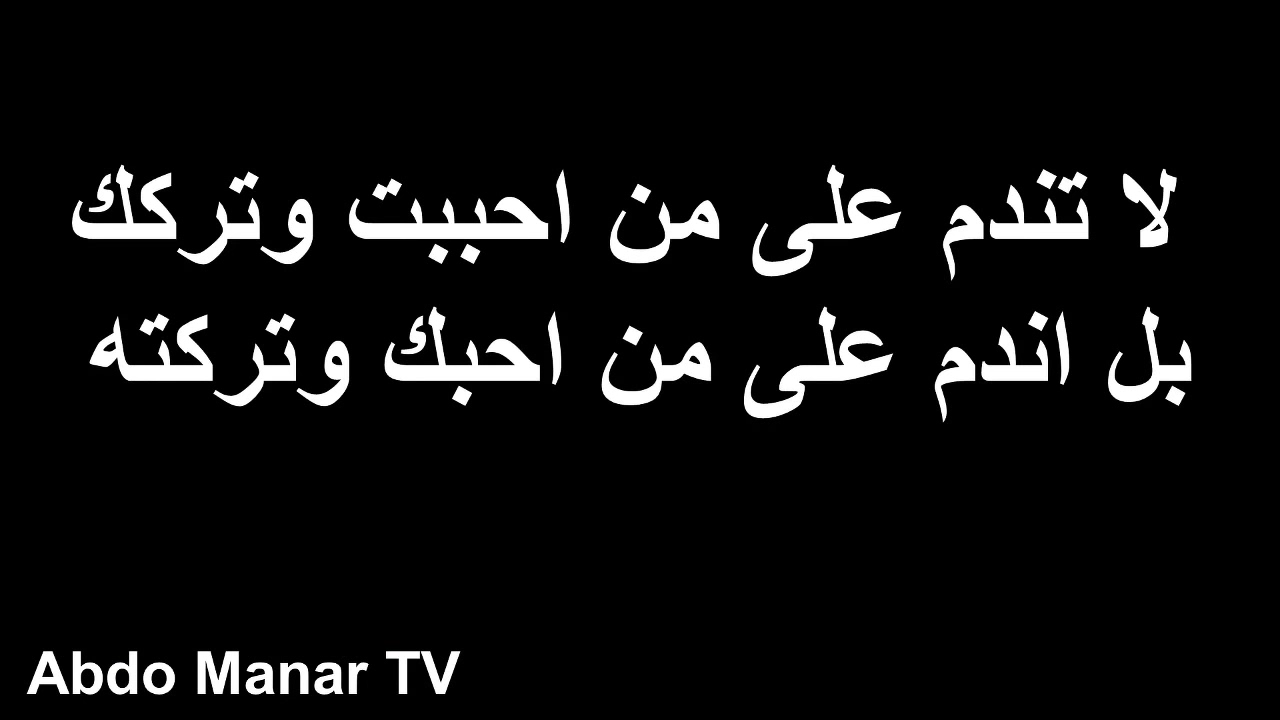 لا تندم على من احببت وتركك
بل اندم على من احبك وتركته
Abdo Manar TV